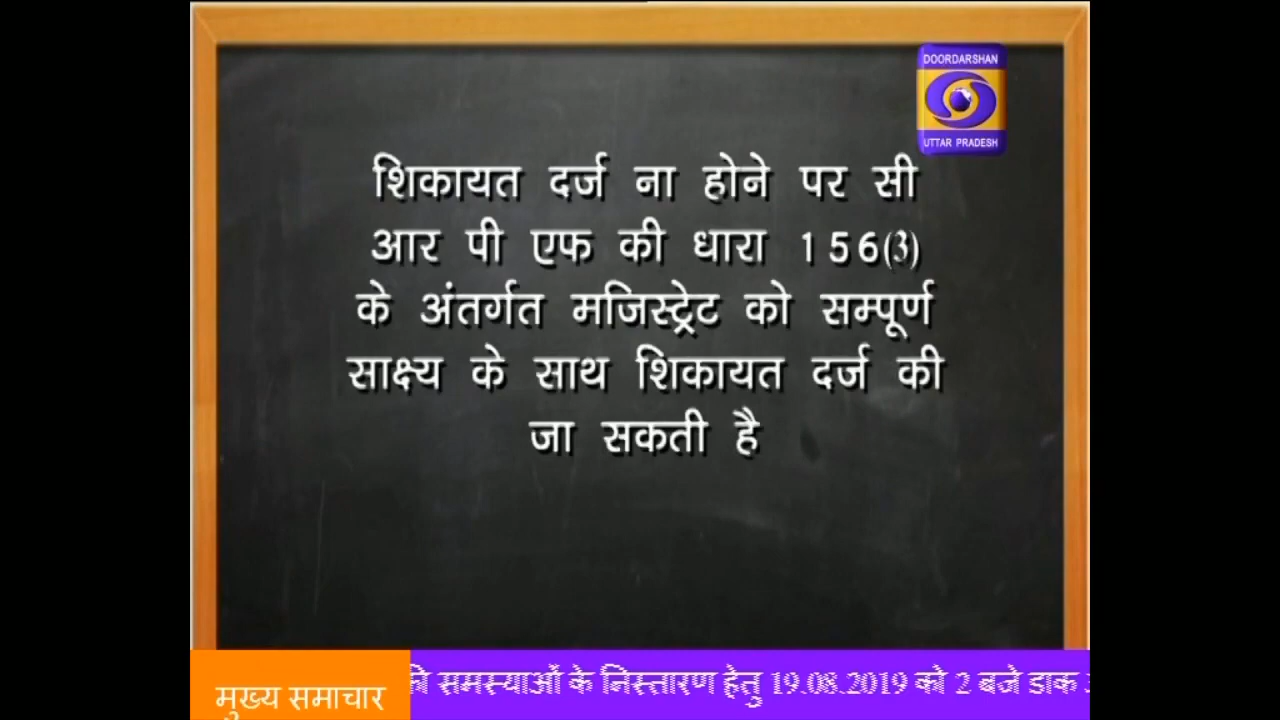 DOORDARSHAN
UTTAR PRADESH
शिकायत दर्ज ना होने पर सी
आर पी एफ की धारा 156(3)
के अंतर्गत मजिस्ट्रेट को सम्पूर्ण
साक्ष्य के साथ शिकायत दर्ज की
जा सकती है
मुख्य समाचार
समस्याओं के निस्तारण हेतु 19.08.2019 को 2 बजे डाक